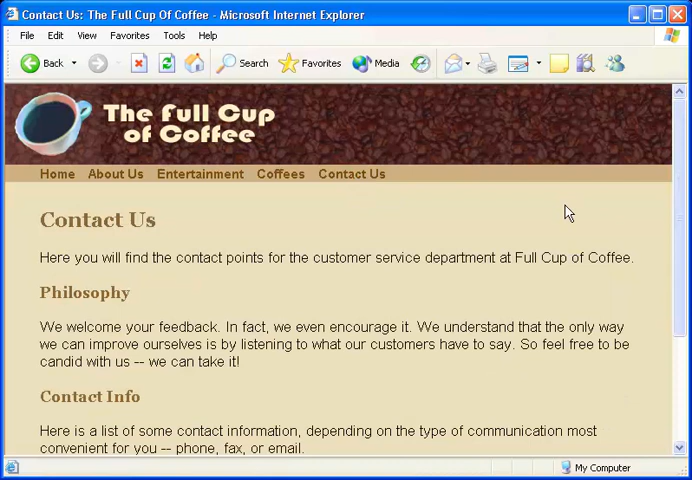 Contact Us: The Full Cup Of Coffee - Microsoft Internet Explorer
File Edit View Favorites Tools Help
Back Search Favorites Media
The Full Cup
of Coffee
Home About Us Entertainment Coffees Contact Us
Contact Us
Here you will find the contact points for the customer service department at Full Cup of Coffee.
Philosophy
We welcome your feedback. In fact, we even encourage it. We understand that the only way
we can improve ourselves is by listening to what our customers have to say. So feel free to be
candid with us -- we can take it!
Contact Info
Here is a list of some contact information, depending on the type of communication most
convenient for you -- phone, fax, or email.
My Computer